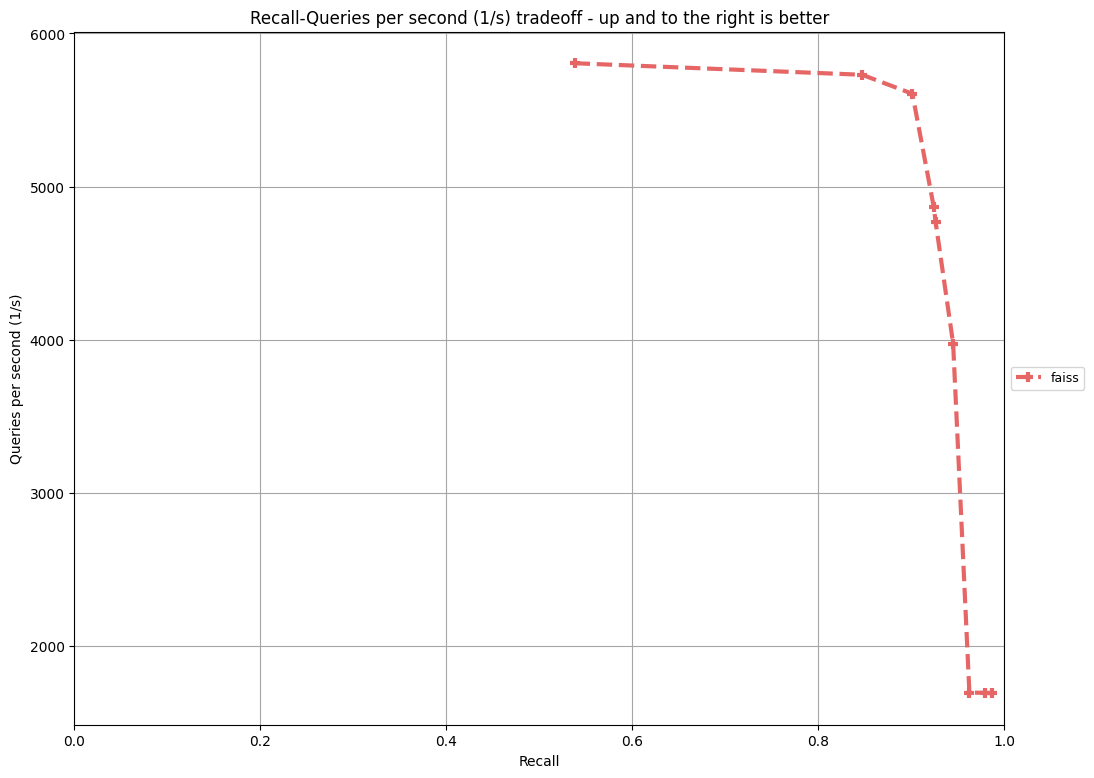 Recall-Queries per second (1/s) tradeoff - up and to the right is better
6000
5000
4000
3000
2000
Queries per second (1/s)
0.0 0.2 0.4 0.6 0.8 1.0
Recall
faiss